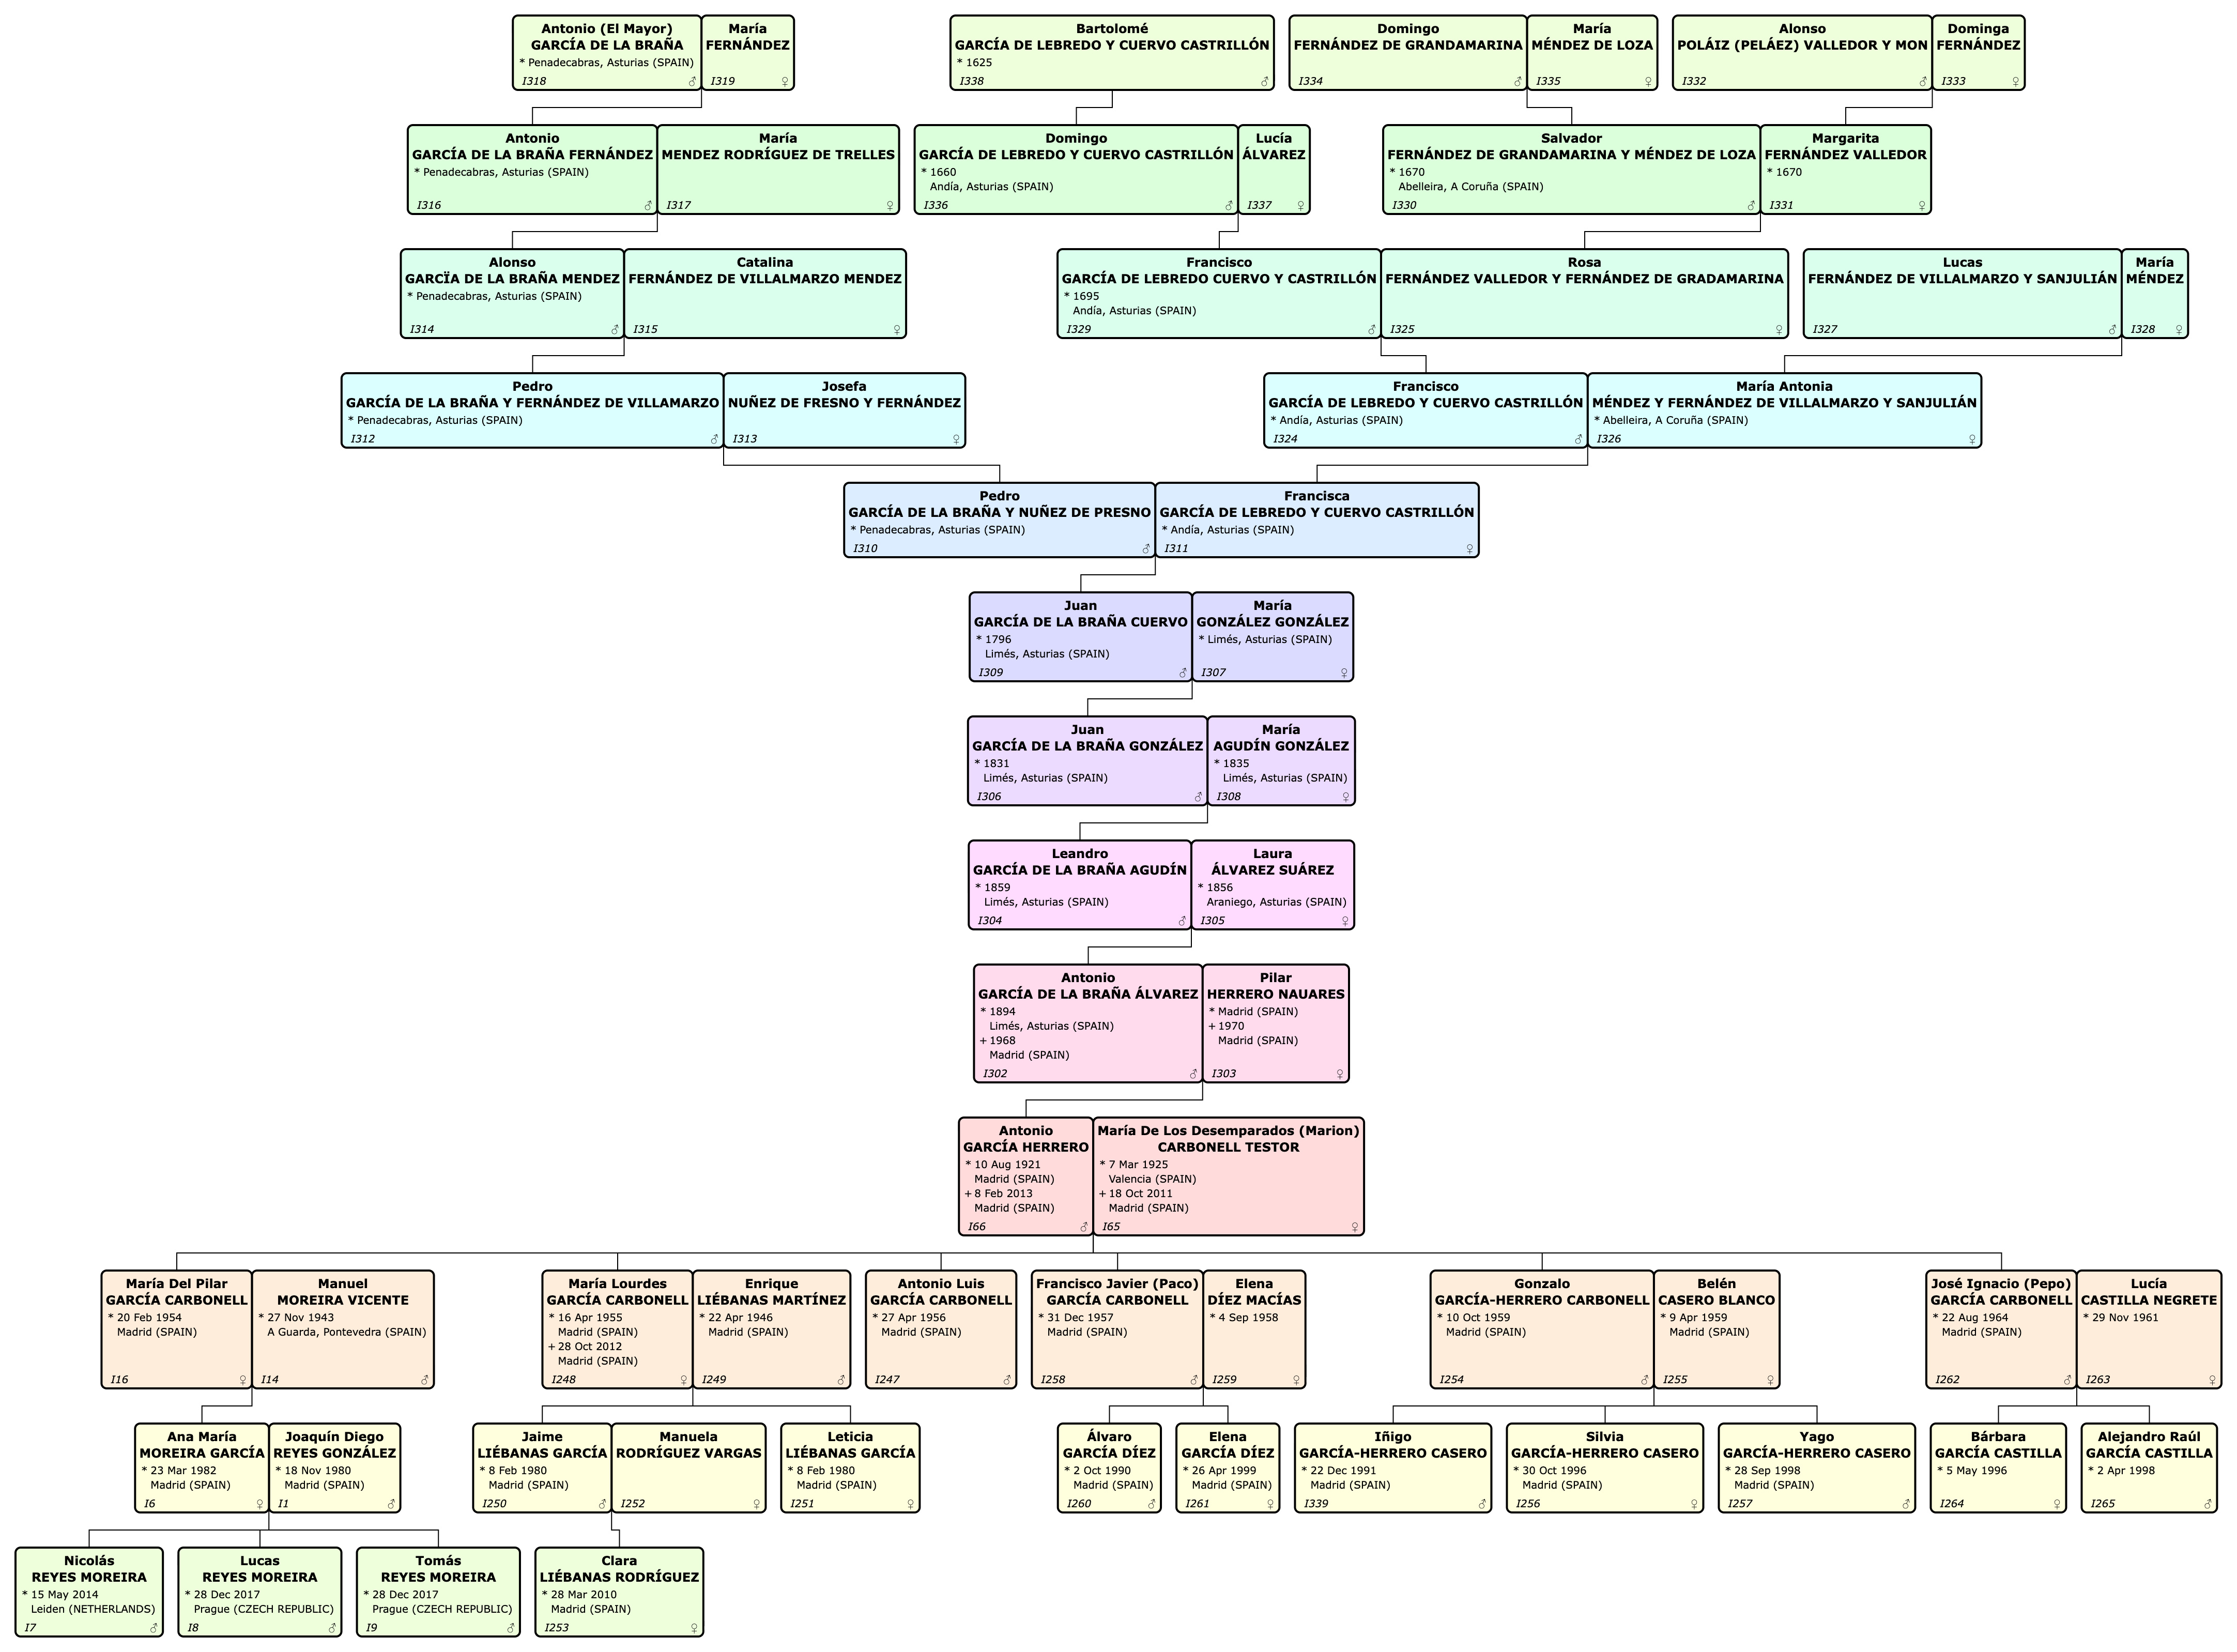 Antonio (El Mayor)
GARCÍA DE LA BRAÑA
* Penadecabras, Asturias (SPAIN)
I318 ♂
María
FERNÁNDEZ
I319 ♀
Bartolomé
GARCÍA DE LEBREDO Y CUERVO CASTRILLÓN
* 1625
I338 ♂
Domingo
FERNÁNDEZ DE GRANDAMARINA
I334 ♂
María
MÉNDEZ DE LOZA
I335 ♀
Alonso
POLÁIZ (PELÁEZ) VALLEDOR Y MON
I332 ♂
Dominga
FERNÁNDEZ
I333 ♀
Antonio
GARCÍA DE LA BRAÑA FERNÁNDEZ
* Penadecabras, Asturias (SPAIN)
I316 ♂
María
MENDEZ RODRÍGUEZ DE TRELLES
I317 ♀
Domingo
GARCÍA DE LEBREDO Y CUERVO CASTRILLÓN
* 1660
Andía, Asturias (SPAIN)
I336 ♂
Lucía
ÁLVAREZ
I337 ♀
Salvador
FERNÁNDEZ DE GRANDAMARINA Y MÉNDEZ DE LOZA
* 1670
Abelleira, A Coruña (SPAIN)
I330 ♂
Margarita
FERNÁNDEZ VALLEDOR
* 1670
I331 ♀
Alonso
GARCÏA DE LA BRAÑA MENDEZ
* Penadecabras, Asturias (SPAIN)
I314 ♂
Catalina
FERNÁNDEZ DE VILLALMARZO MENDEZ
I315 ♀
Francisco
GARCÍA DE LEBREDO CUERVO Y CASTRILLÓN
* 1695
Andía, Asturias (SPAIN)
I329 ♂
Rosa
FERNÁNDEZ VALLEDOR Y FERNÁNDEZ DE GRADAMARINA
I325 ♀
Lucas
FERNÁNDEZ DE VILLALMARZO Y SANJULIÁN
I327 ♂
María
MÉNDEZ
I328 ♀
Pedro
GARCÍA DE LA BRAÑA Y FERNÁNDEZ DE VILLAMARZO
* Penadecabras, Asturias (SPAIN)
I312 ♂
Josefa
NUÑEZ DE FRESNO Y FERNÁNDEZ
I313 ♀
Francisco
GARCÍA DE LEBREDO Y CUERVO CASTRILLÓN
* Andía, Asturias (SPAIN)
I324 ♂
María Antonia
MÉNDEZ Y FERNÁNDEZ DE VILLALMARZO Y SANJULIÁN
* Abelleira, A Coruña (SPAIN)
I326 ♀
Pedro
GARCÍA DE LA BRAÑA Y NUÑEZ DE PRESNO
* Penadecabras, Asturias (SPAIN)
I310 ♂
Francisca
GARCÍA DE LEBREDO Y CUERVO CASTRILLÓN
* Andía, Asturias (SPAIN)
I311 ♀
Juan
GARCÍA DE LA BRAÑA CUERVO
* 1796
Limés, Asturias (SPAIN)
I309 ♂
María
GONZÁLEZ GONZÁLEZ
* Limés, Asturias (SPAIN)
I307 ♀
Juan
GARCÍA DE LA BRAÑA GONZÁLEZ
* 1831
Limés, Asturias (SPAIN)
I306 ♂
María
AGUDÍN GONZÁLEZ
* 1835
Limés, Asturias (SPAIN)
I308 ♀
Leandro
GARCÍA DE LA BRAÑA AGUDÍN
* 1859
Limés, Asturias (SPAIN)
I304 ♂
Laura
ÁLVAREZ SUÁREZ
* 1856
Araniego, Asturias (SPAIN)
I305 ♀
Antonio
GARCÍA DE LA BRAÑA ÁLVAREZ
* 1894
Limés, Asturias (SPAIN)
+ 1968
Madrid (SPAIN)
I302 ♂
Pilar
HERRERO NAUARES
* Madrid (SPAIN)
+ 1970
Madrid (SPAIN)
I303 ♀
Antonio
GARCÍA HERRERO
* 10 Aug 1921
Madrid (SPAIN)
+ 8 Feb 2013
Madrid (SPAIN)
I66 ♂
María De Los Desemparados (Marion)
CARBONELL TESTOR
* 7 Mar 1925
Valencia (SPAIN)
+ 18 Oct 2011
Madrid (SPAIN)
I65 ♀
María Del Pilar
GARCÍA CARBONELL
* 20 Feb 1954
Madrid (SPAIN)
I16 ♀
Manuel
MOREIRA VICENTE
* 27 Nov 1943
A Guarda, Pontevedra (SPAIN)
I14 ♂
María Lourdes
GARCÍA CARBONELL
* 16 Apr 1955
Madrid (SPAIN)
+ 28 Oct 2012
Madrid (SPAIN)
I248 ♀
Enrique
LIÉBANAS MARTÍNEZ
* 22 Apr 1946
Madrid (SPAIN)
I249 ♂
Antonio Luis
GARCÍA CARBONELL
* 27 Apr 1956
Madrid (SPAIN)
I247 ♂
Francisco Javier (Paco)
GARCÍA CARBONELL
* 31 Dec 1957
Madrid (SPAIN)
I258 ♂
Elena
DÍEZ MACÍAS
* 4 Sep 1958
I259 ♀
Gonzalo
GARCÍA-HERRERO CARBONELL
* 10 Oct 1959
Madrid (SPAIN)
I254 ♂
Belén
CASERO BLANCO
* 9 Apr 1959
Madrid (SPAIN)
I255 ♀
José Ignacio (Pepo)
GARCÍA CARBONELL
* 22 Aug 1964
Madrid (SPAIN)
I262 ♂
Lucía
CASTILLA NEGRETE
* 29 Nov 1961
I263 ♀
Ana María
MOREIRA GARCÍA
* 23 Mar 1982
Madrid (SPAIN)
I6 ♀
Joaquín Diego
REYES GONZÁLEZ
* 18 Nov 1980
Madrid (SPAIN)
I1 ♂
Jaime
LIÉBANAS GARCÍA
* 8 Feb 1980
Madrid (SPAIN)
I250 ♂
Manuela
RODRÍGUEZ VARGAS
I252 ♀
Leticia
LIÉBANAS GARCÍA
* 8 Feb 1980
Madrid (SPAIN)
I251 ♀
Álvaro
GARCÍA DÍEZ
* 2 Oct 1990
Madrid (SPAIN)
I260 ♂
Elena
GARCÍA DÍEZ
* 26 Apr 1999
Madrid (SPAIN)
I261 ♀
Iñigo
GARCÍA-HERRERO CASERO
* 22 Dec 1991
Madrid (SPAIN)
I339 ♂
Silvia
GARCÍA-HERRERO CASERO
* 30 Oct 1996
Madrid (SPAIN)
I256 ♀
Yago
GARCÍA-HERRERO CASERO
* 28 Sep 1998
Madrid (SPAIN)
I257 ♂
Bárbara
GARCÍA CASTILLA
* 5 May 1996
I264 ♀
Alejandro Raúl
GARCÍA CASTILLA
* 2 Apr 1998
I265 ♂
Nicolás
REYES MOREIRA
* 15 May 2014
Leiden (NETHERLANDS)
I7 ♂
Lucas
REYES MOREIRA
* 28 Dec 2017
Prague (CZECH REPUBLIC)
I8 ♂
Tomás
REYES MOREIRA
* 28 Dec 2017
Prague (CZECH REPUBLIC)
I9 ♂
Clara
LIÉBANAS RODRÍGUEZ
* 28 Mar 2010
Madrid (SPAIN)
I253 ♀